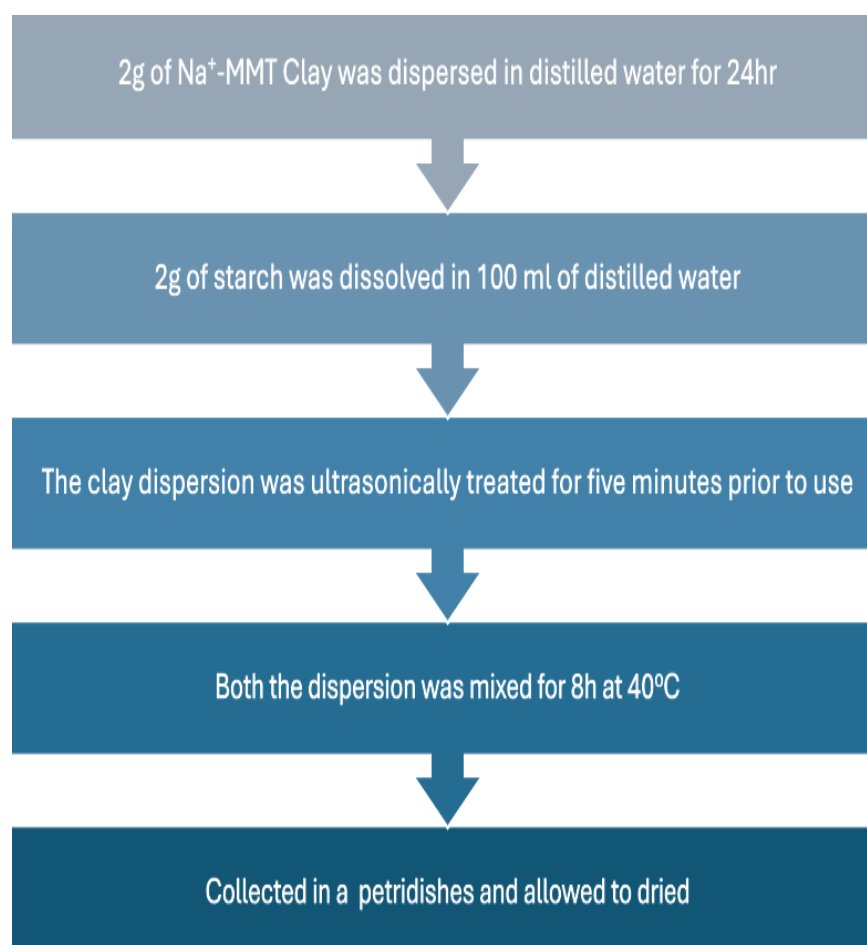 2g of Na⁺-MMT Clay was dispersed in distilled water for 24hr
2g of starch was dissolved in 100 ml of distilled water
The clay dispersion was ultrasonically treated for five minutes prior to use
Both the dispersion was mixed for 8h at 40⁰C
Collected in a petridishes and allowed to dried